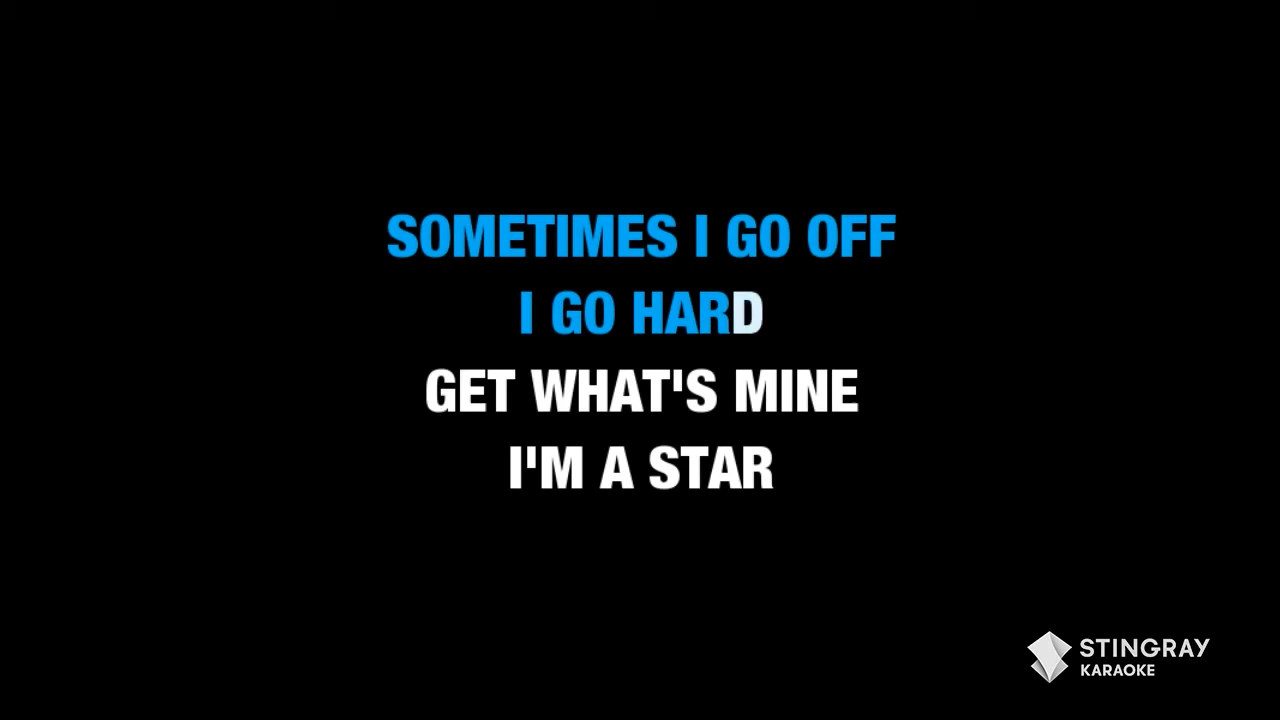 SOMETIMES I GO OFF
I GO HARD
GET WHAT'S MINE
I'M A STAR
STINGRAY
KARAOKE